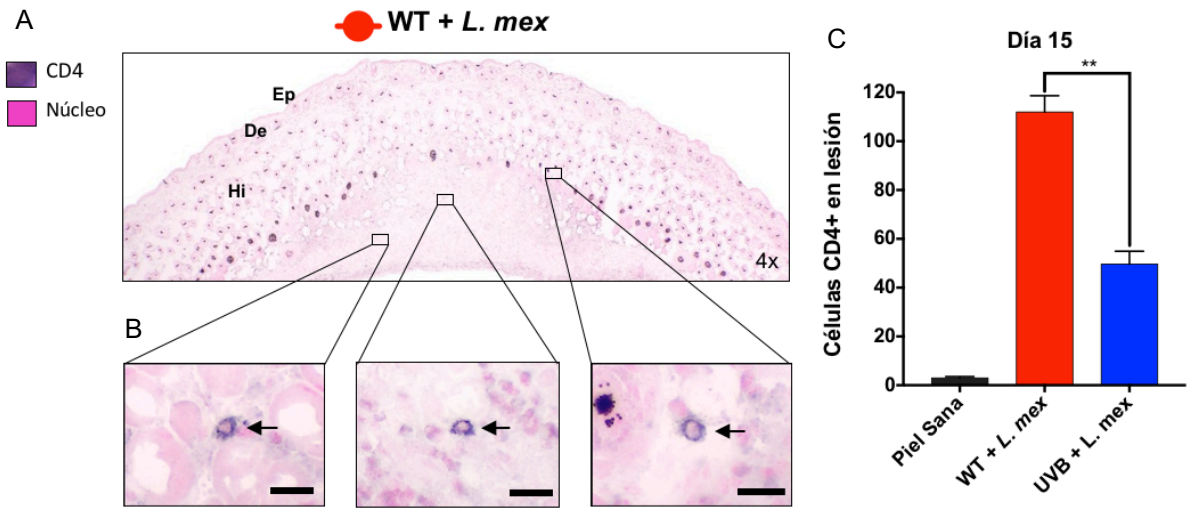 A
WT + L. mex
CD4
Núcleo
Ep
De
Hi
4x
B
C
Día 15
**
Células CD4+ en lesión
120
100
80
60
40
20
0
Piel Sana
WT + L. mex
UVB + L. mex